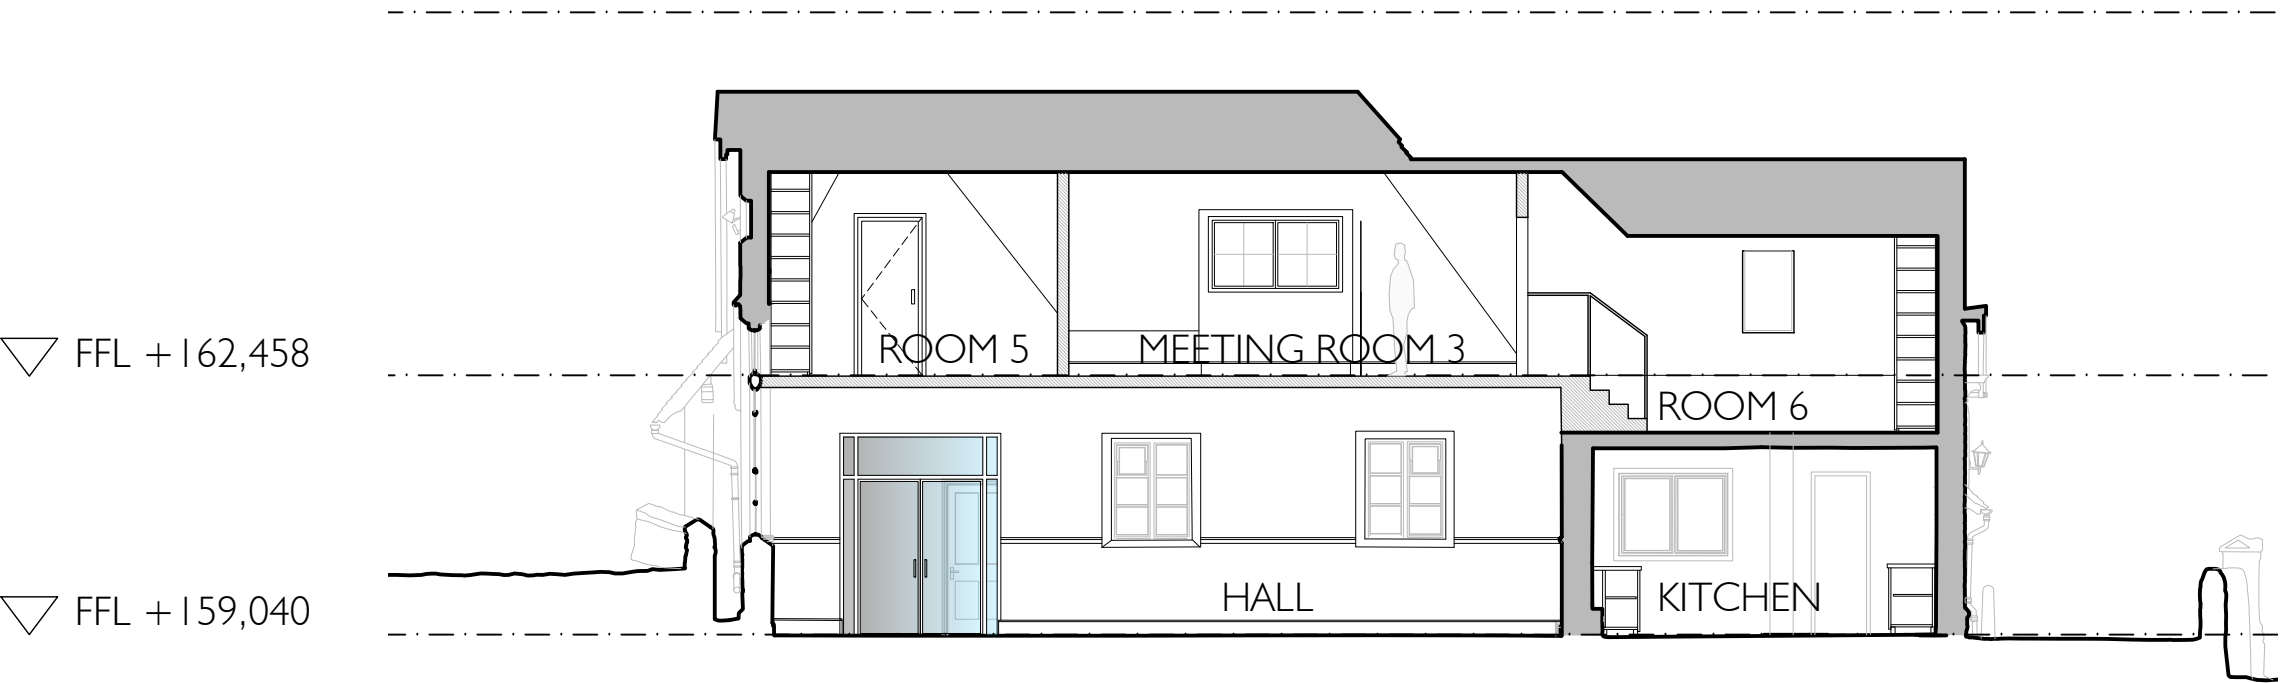 ROOM 5
MEETING ROOM 3
FFL +162,458
ROOM 6
HALL
KITCHEN
FFL +159,040